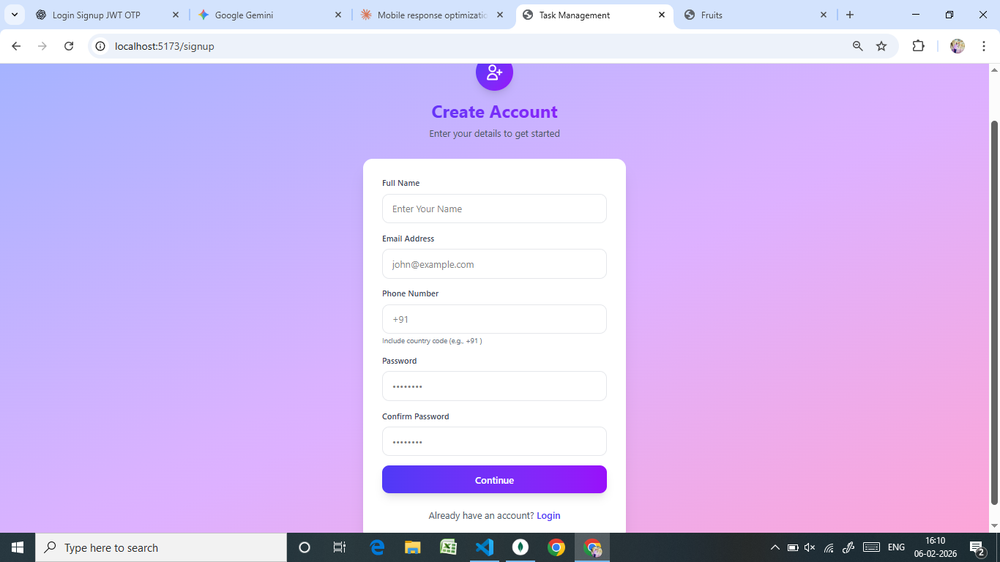 Login Signup JWT OTP
Google Gemini
Mobile response optimizatio
Task Management
Fruits
localhost:5173/signup
Create Account
Enter your details to get started
Full Name
Enter Your Name
Email Address
john@example.com
Phone Number
+91
Include country code (e.g., +91 )
Password
••••••••
Confirm Password
••••••••
Continue
Already have an account? Login
Type here to search
ENG
16:10
06-02-2026
2